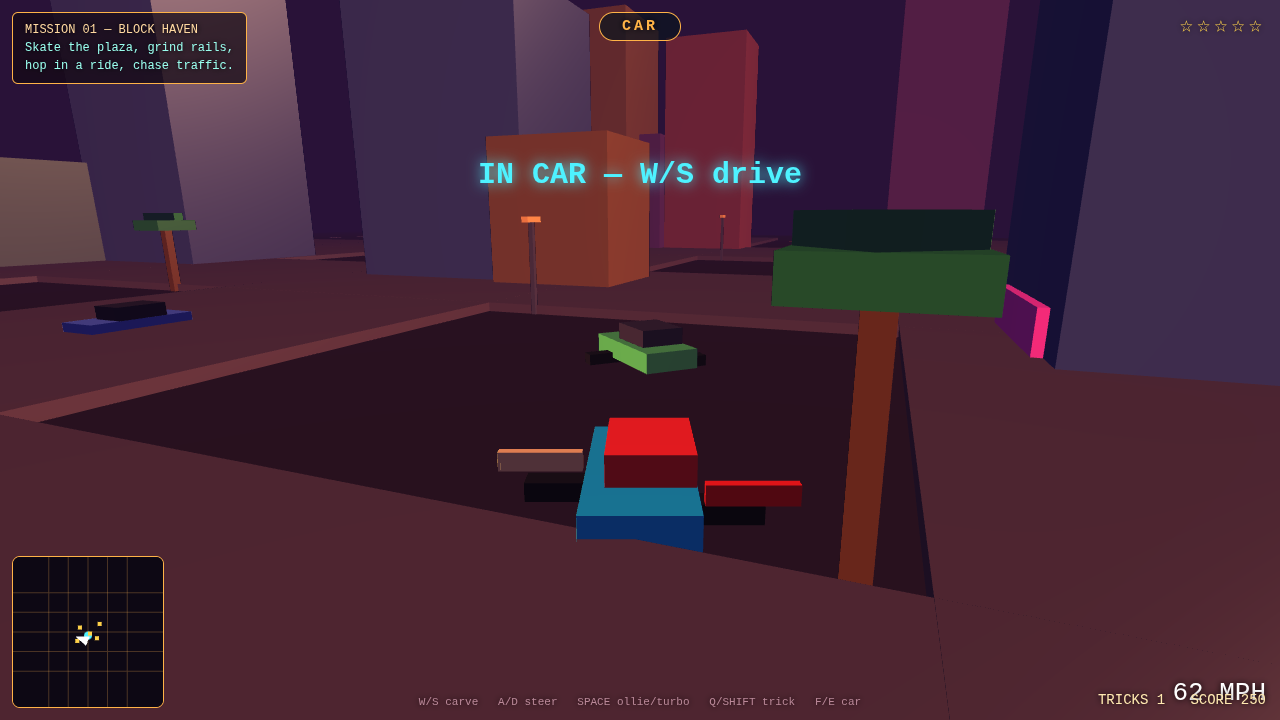 MISSION 01 — BLOCK HAVEN
Skate the plaza, grind rails,
hop in a ride, chase traffic.
CAR
☆☆☆☆☆
IN CAR — W/S drive
W/S carve A/D steer SPACE ollie/turbo Q/SHIFT trick F/E car
TRICKS 1 SCORE 250
62 MPH